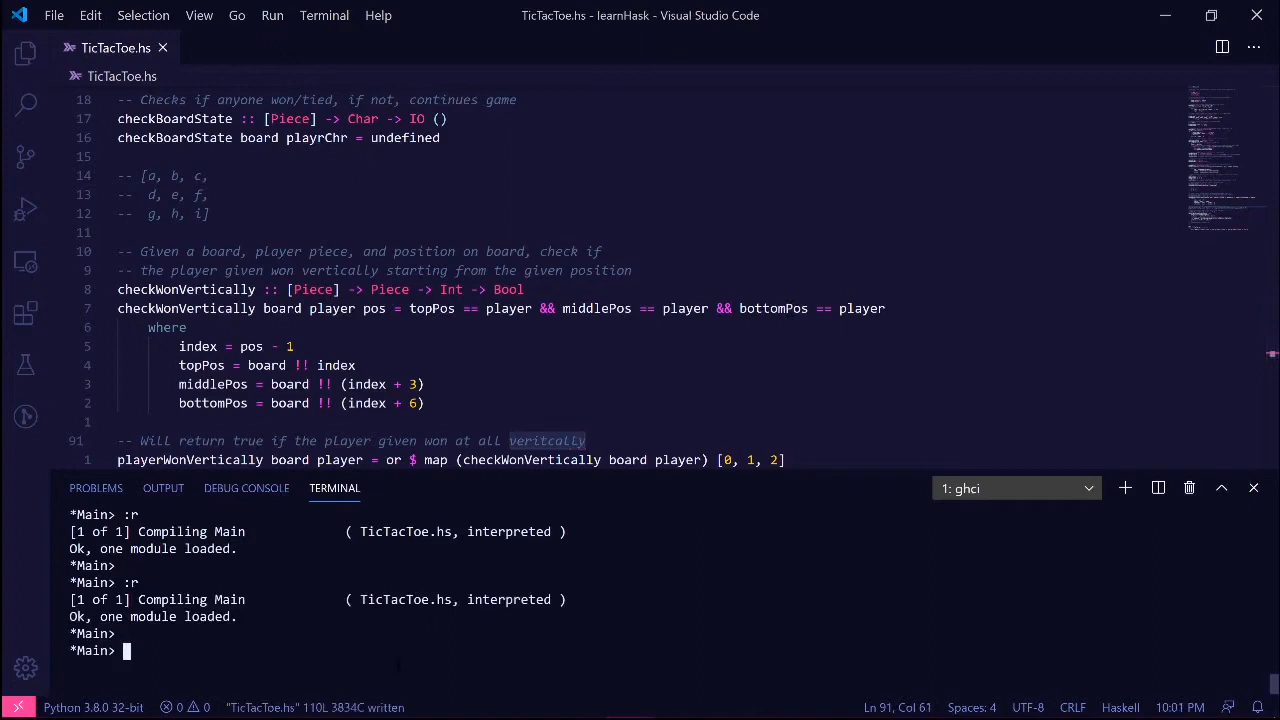 File Edit Selection View Go Run Terminal Help TicTacToe.hs - learnHask - Visual Studio Code
TicTacToe.hs
TicTacToe.hs
18 -- Checks if anyone won/tied, if not, continues game
17 checkBoardState :: [Piece] -> Char -> IO ()
16 checkBoardState board playrChr = undefined
15
14 -- [a, b, c,
13 -- d, e, f,
12 -- g, h, i]
11
10 -- Given a board, player piece, and position on board, check if
9 -- the player given won vertically starting from the given position
8 checkWonVertically :: [Piece] -> Piece -> Int -> Bool
7 checkWonVertically board player pos = topPos == player && middlePos == player && bottomPos == player
6 where
5 index = pos - 1
4 topPos = board !! index
3 middlePos = board !! (index + 3)
2 bottomPos = board !! (index + 6)
1
91 -- Will return true if the player given won at all veritcally
1 playerWonVertically board player = or $ map (checkWonVertically board player) [0, 1, 2]
PROBLEMS OUTPUT DEBUG CONSOLE TERMINAL 1: ghci
*Main> :r
[1 of 1] Compiling Main ( TicTacToe.hs, interpreted )
Ok, one module loaded.
*Main>
*Main> :r
[1 of 1] Compiling Main ( TicTacToe.hs, interpreted )
Ok, one module loaded.
*Main>
*Main>
Python 3.8.0 32-bit 0 0 "TicTacToe.hs" 110L 3834C written Ln 91, Col 61 Spaces: 4 UTF-8 CRLF Haskell 10:01 PM